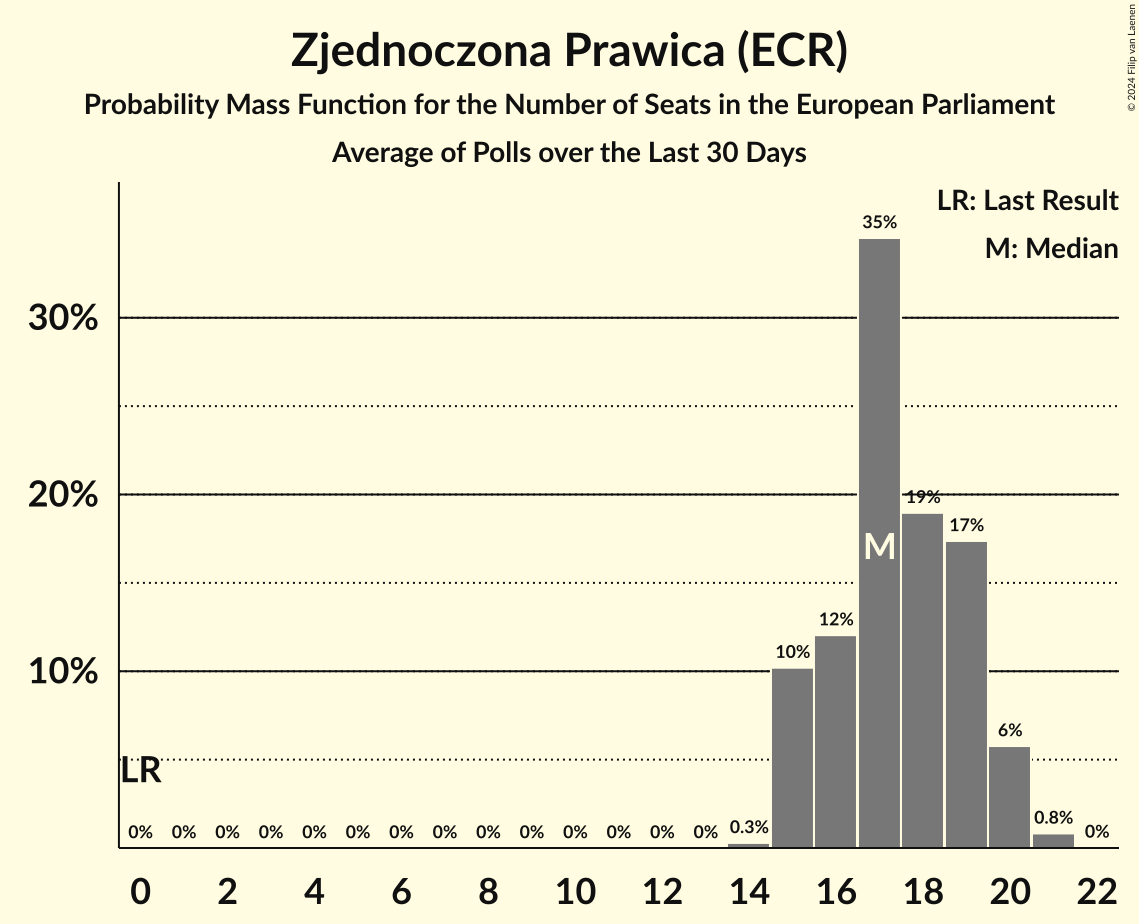 Zjednoczona Prawica (ECR)
Probability Mass Function for the Number of Seats in the European Parliament
Average of Polls over the Last 30 Days
© 2024 Filip van Laenen
LR: Last Result
M: Median
35%
30%
20%
19%
17%
M
12%
10%
10%
6%
LR
0% 0% 0% 0% 0% 0% 0% 0% 0% 0% 0% 0% 0% 0% 0.3% 0.8% 0%
0 2 4 6 8 10 12 14 16 18 20 22